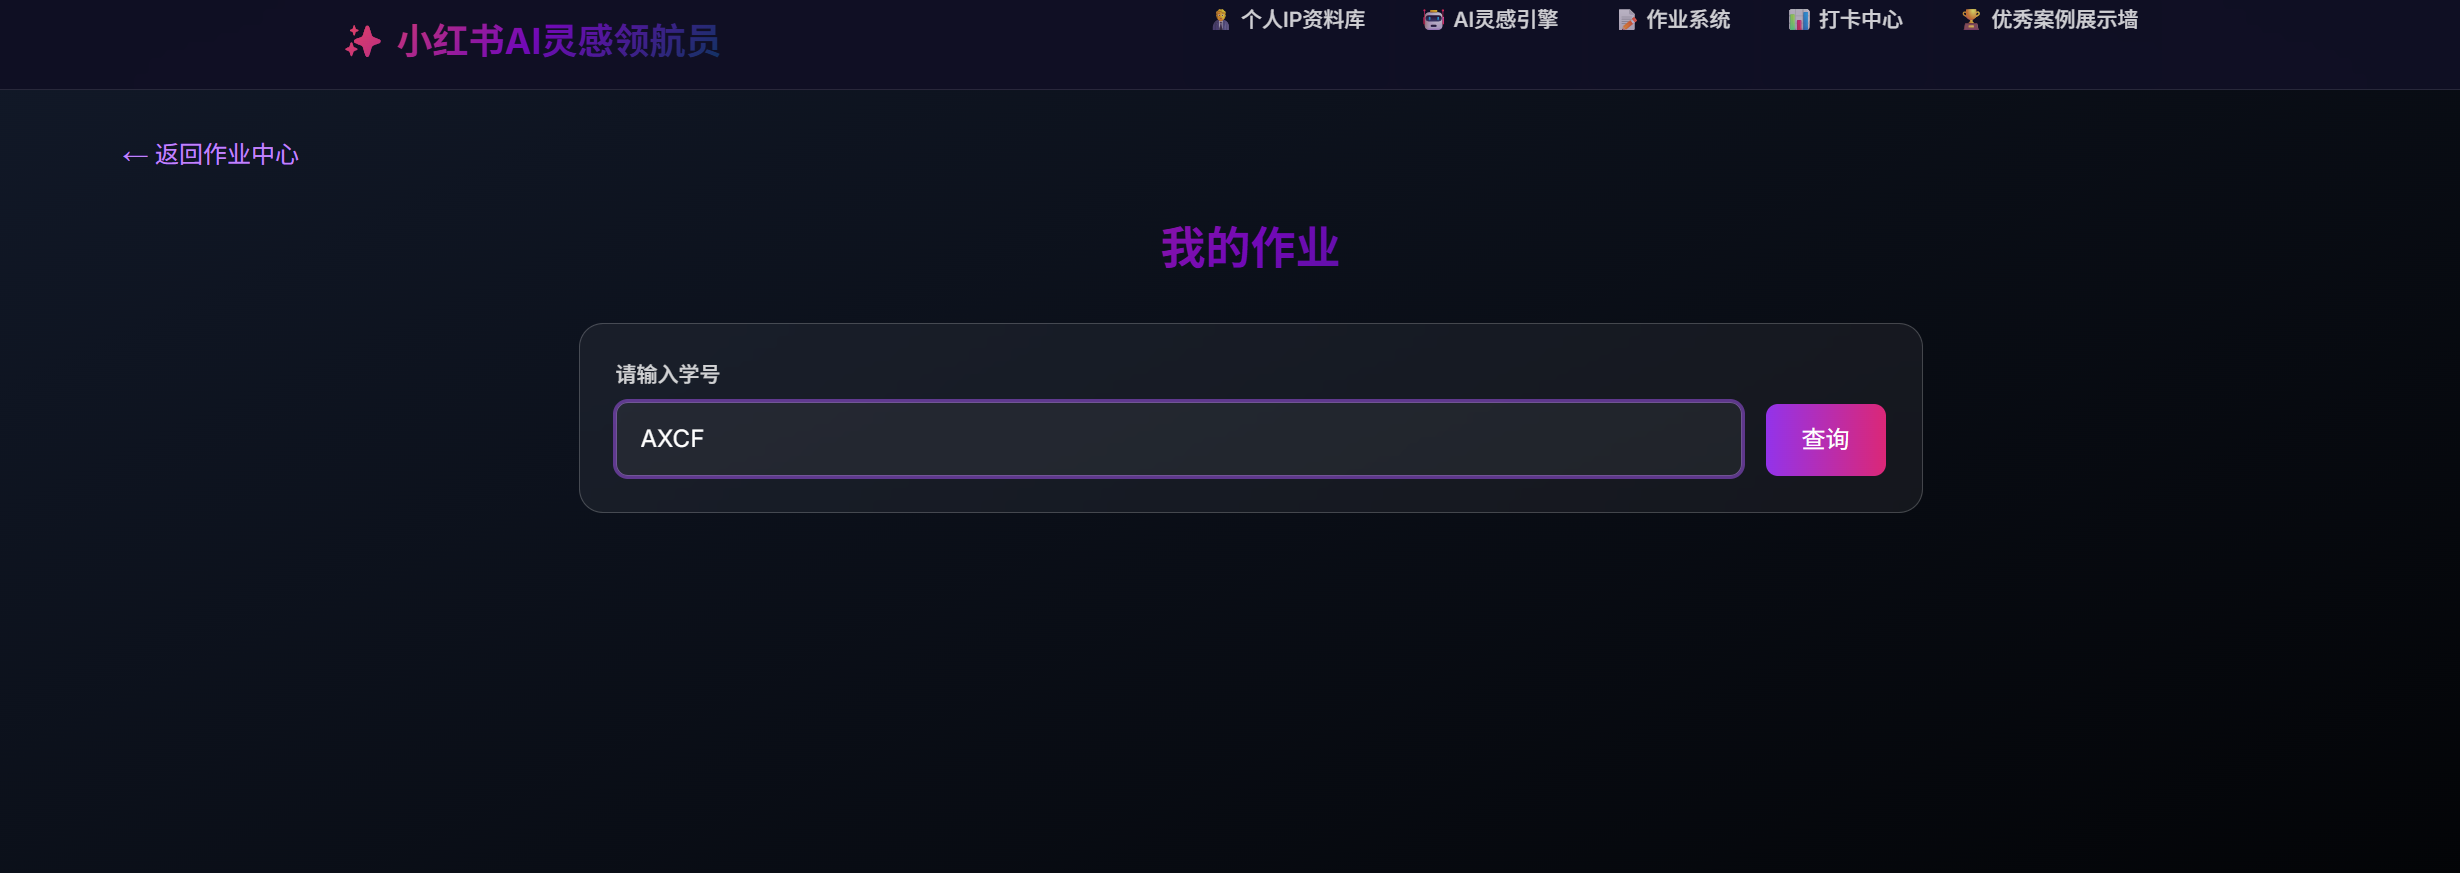 小红书AI灵感领航员
个人IP资料库
AI灵感引擎
作业系统
打卡中心
优秀案例展示墙
← 返回作业中心
我的作业
请输入学号
AXCF
查询